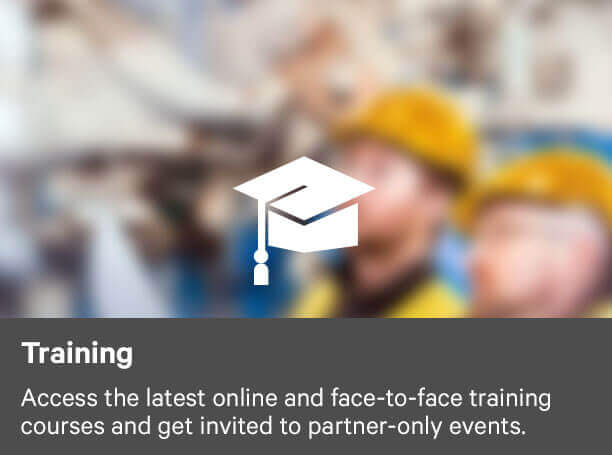 Training
Access the latest online and face-to-face training
courses and get invited to partner-only events.